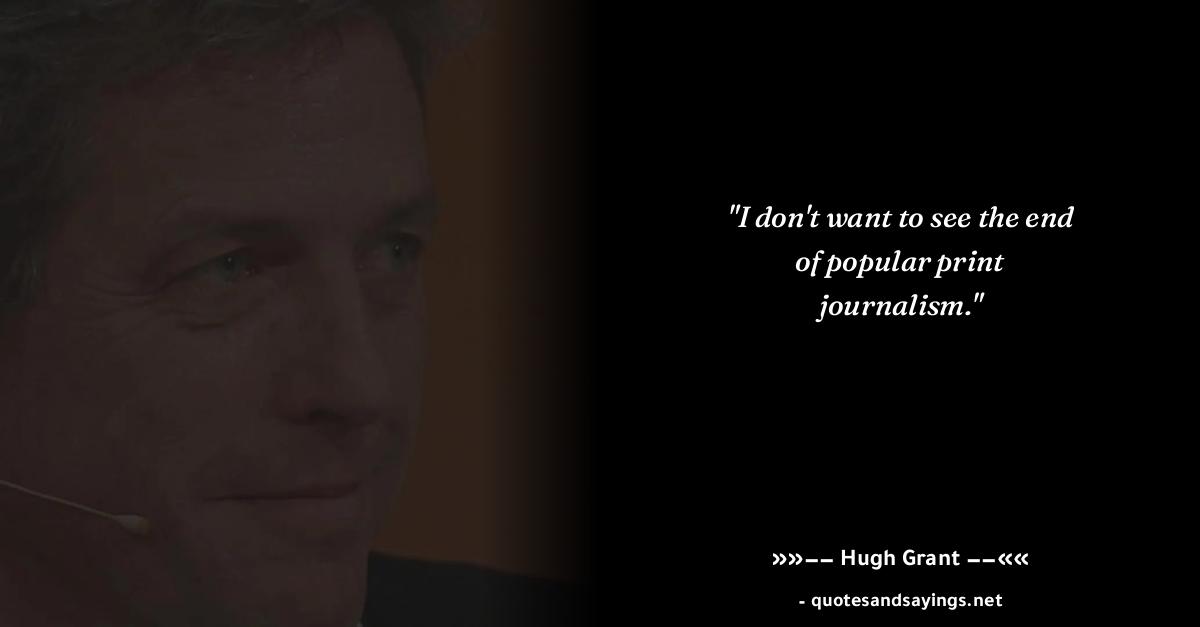 "I don't want to see the end
of popular print
journalism."
»»−− Hugh Grant −−««
- quotesandsayings.net